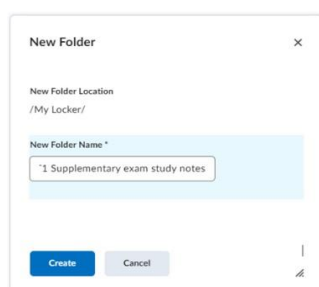 New Folder
New Folder Location
/My Locker/
New Folder Name *
1 Supplementary exam study notes
Create Cancel